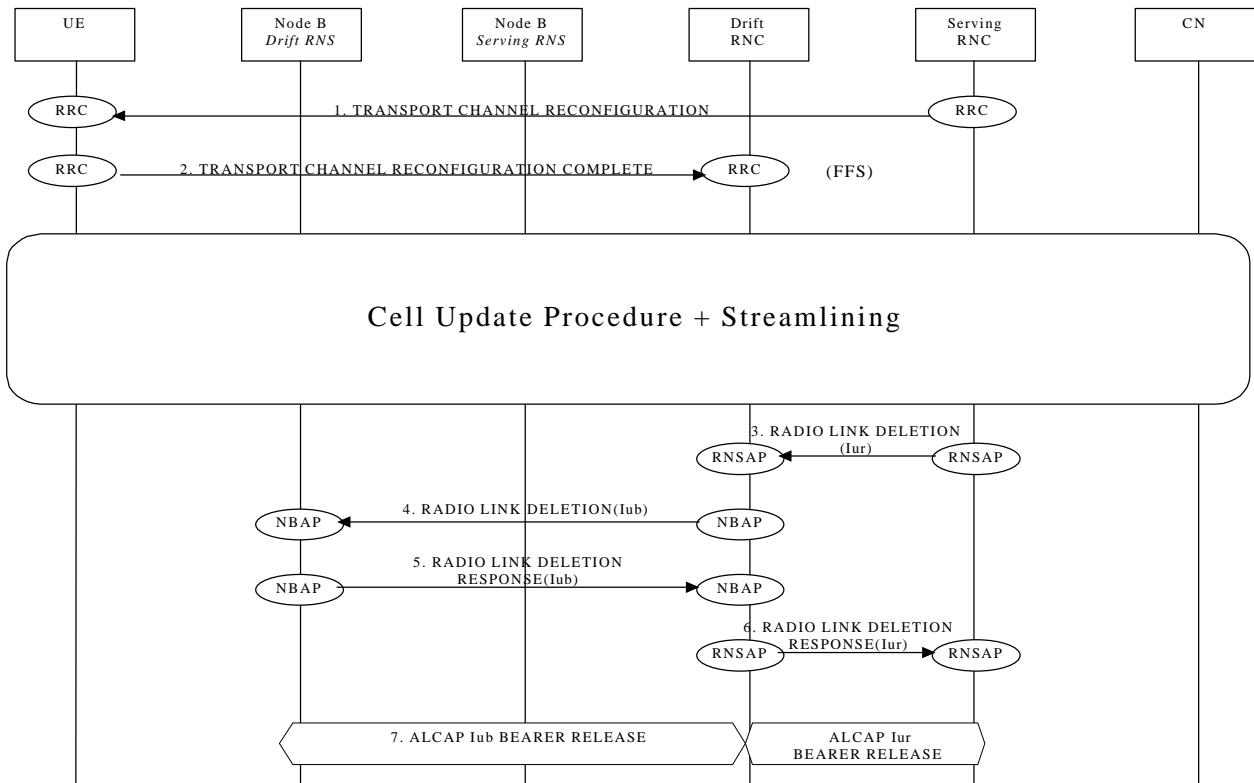 UE
Node B
Drift RNS
Node B
Serving RNS
Drift
RNC
Serving
RNC
CN
RRC
1. TRANSPORT CHANNEL RECONFIGURATION
RRC
RRC
2. TRANSPORT CHANNEL RECONFIGURATION COMPLETE
RRC
(FFS)
Cell Update Procedure + Streamlining
3. RADIO LINK DELETION
(Iur)
RNSAP
RNSAP
4. RADIO LINK DELETION(Iub)
NBAP
NBAP
5. RADIO LINK DELETION
RESPONSE(Iub)
NBAP
NBAP
6. RADIO LINK DELETION
RESPONSE(Iur)
RNSAP
RNSAP
7. ALCAP Iub BEARER RELEASE
ALCAP Iur
BEARER RELEASE